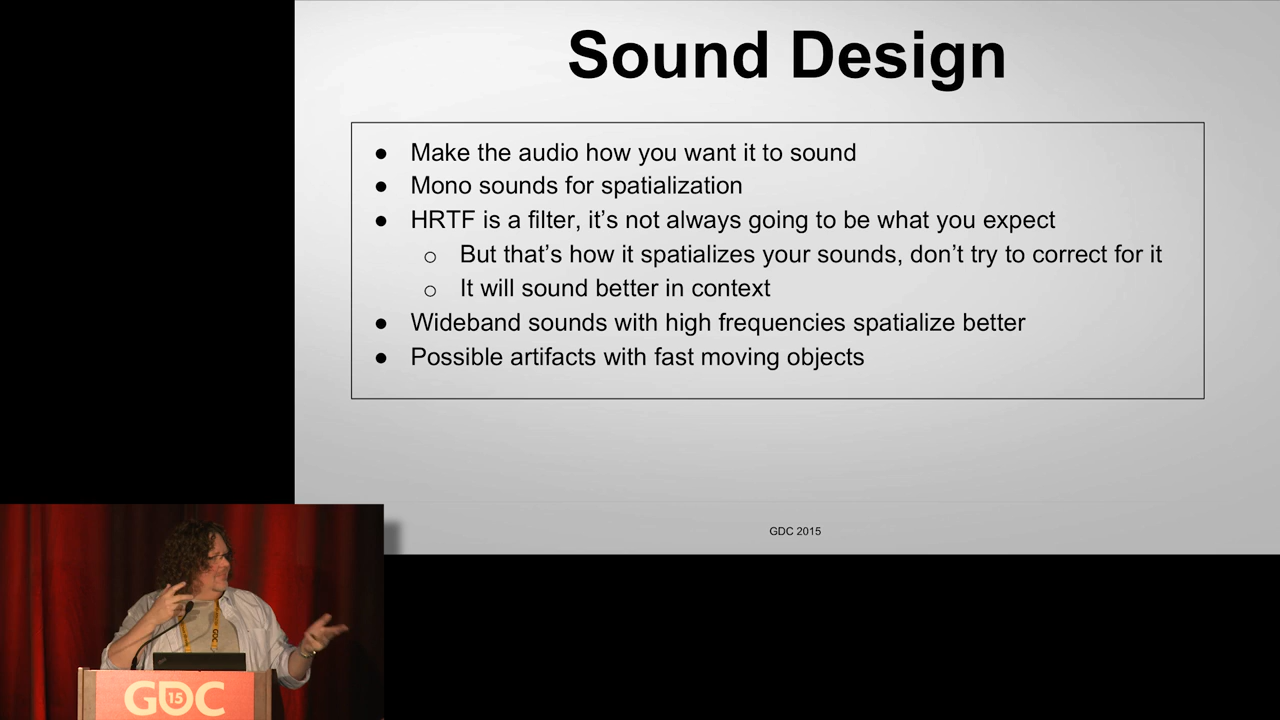 Sound Design
● Make the audio how you want it to sound
● Mono sounds for spatialization
● HRTF is a filter, it's not always going to be what you expect
○ But that's how it spatializes your sounds, don't try to correct for it
○ It will sound better in context
● Wideband sounds with high frequencies spatialize better
● Possible artifacts with fast moving objects
GDC 2015
GDC
GDC
15